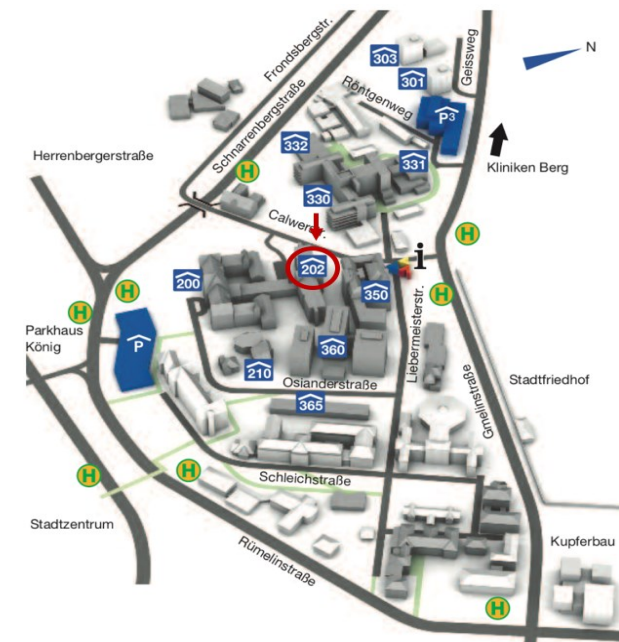 Frondsbergstr.
303
301
Geissweg
N
Schnarrenbergstraße
Röntgenweg
P3
332
Herrenbergerstraße
H
331
Kliniken Berg
330
Calwerstr.
H
i
202
200
350
H
H
H
Liebermeisterstr.
Parkhaus
König
P
360
210
Osianderstraße
Gmelinstraße
Stadtfriedhof
365
H
H
Schleichstraße
Stadtzentrum
Rümelinstraße
Kupferbau
H